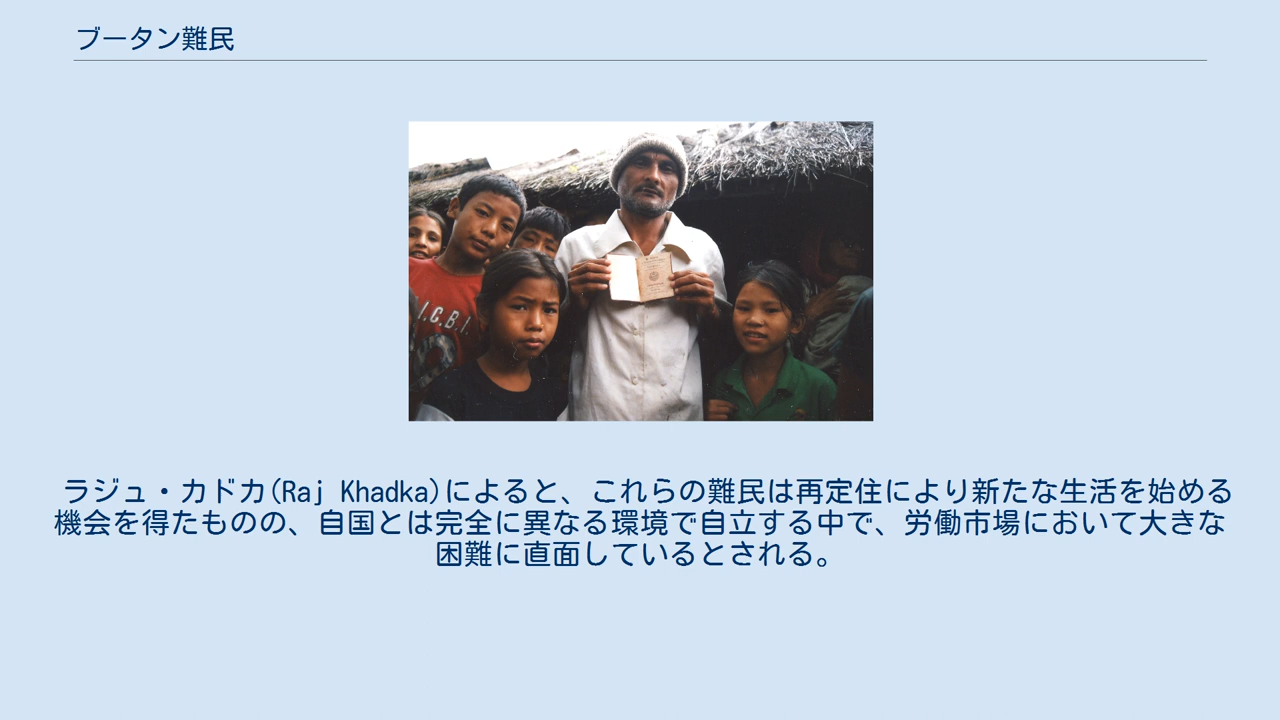 ブータン難民
I.C.B.I.
ラジュ・カドカ(Raj Khadka)によると、これらの難民は再定住により新たな生活を始める
機会を得たものの、自国とは完全に異なる環境で自立する中で、労働市場において大きな
困難に直面しているとされる。